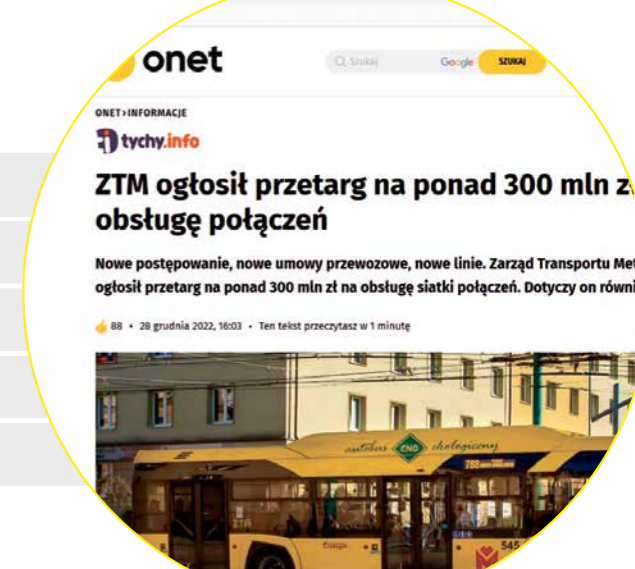 onet
Szukaj Google SZUKAJ
ONET>INFORMACJE
tychy.info
ZTM ogłosił przetarg na ponad 300 mln z
obsługę połączeń
Nowe postępowanie, nowe umowy przewozowe, nowe linie. Zarząd Transportu Met
ogłosił przetarg na ponad 300 mln zł na obsługę siatki połączeń. Dotyczy on równi
88 • 28 grudnia 2022, 16:03 • Ten tekst przeczytasz w 1 minutę
autobus CNG ekologiczny
545